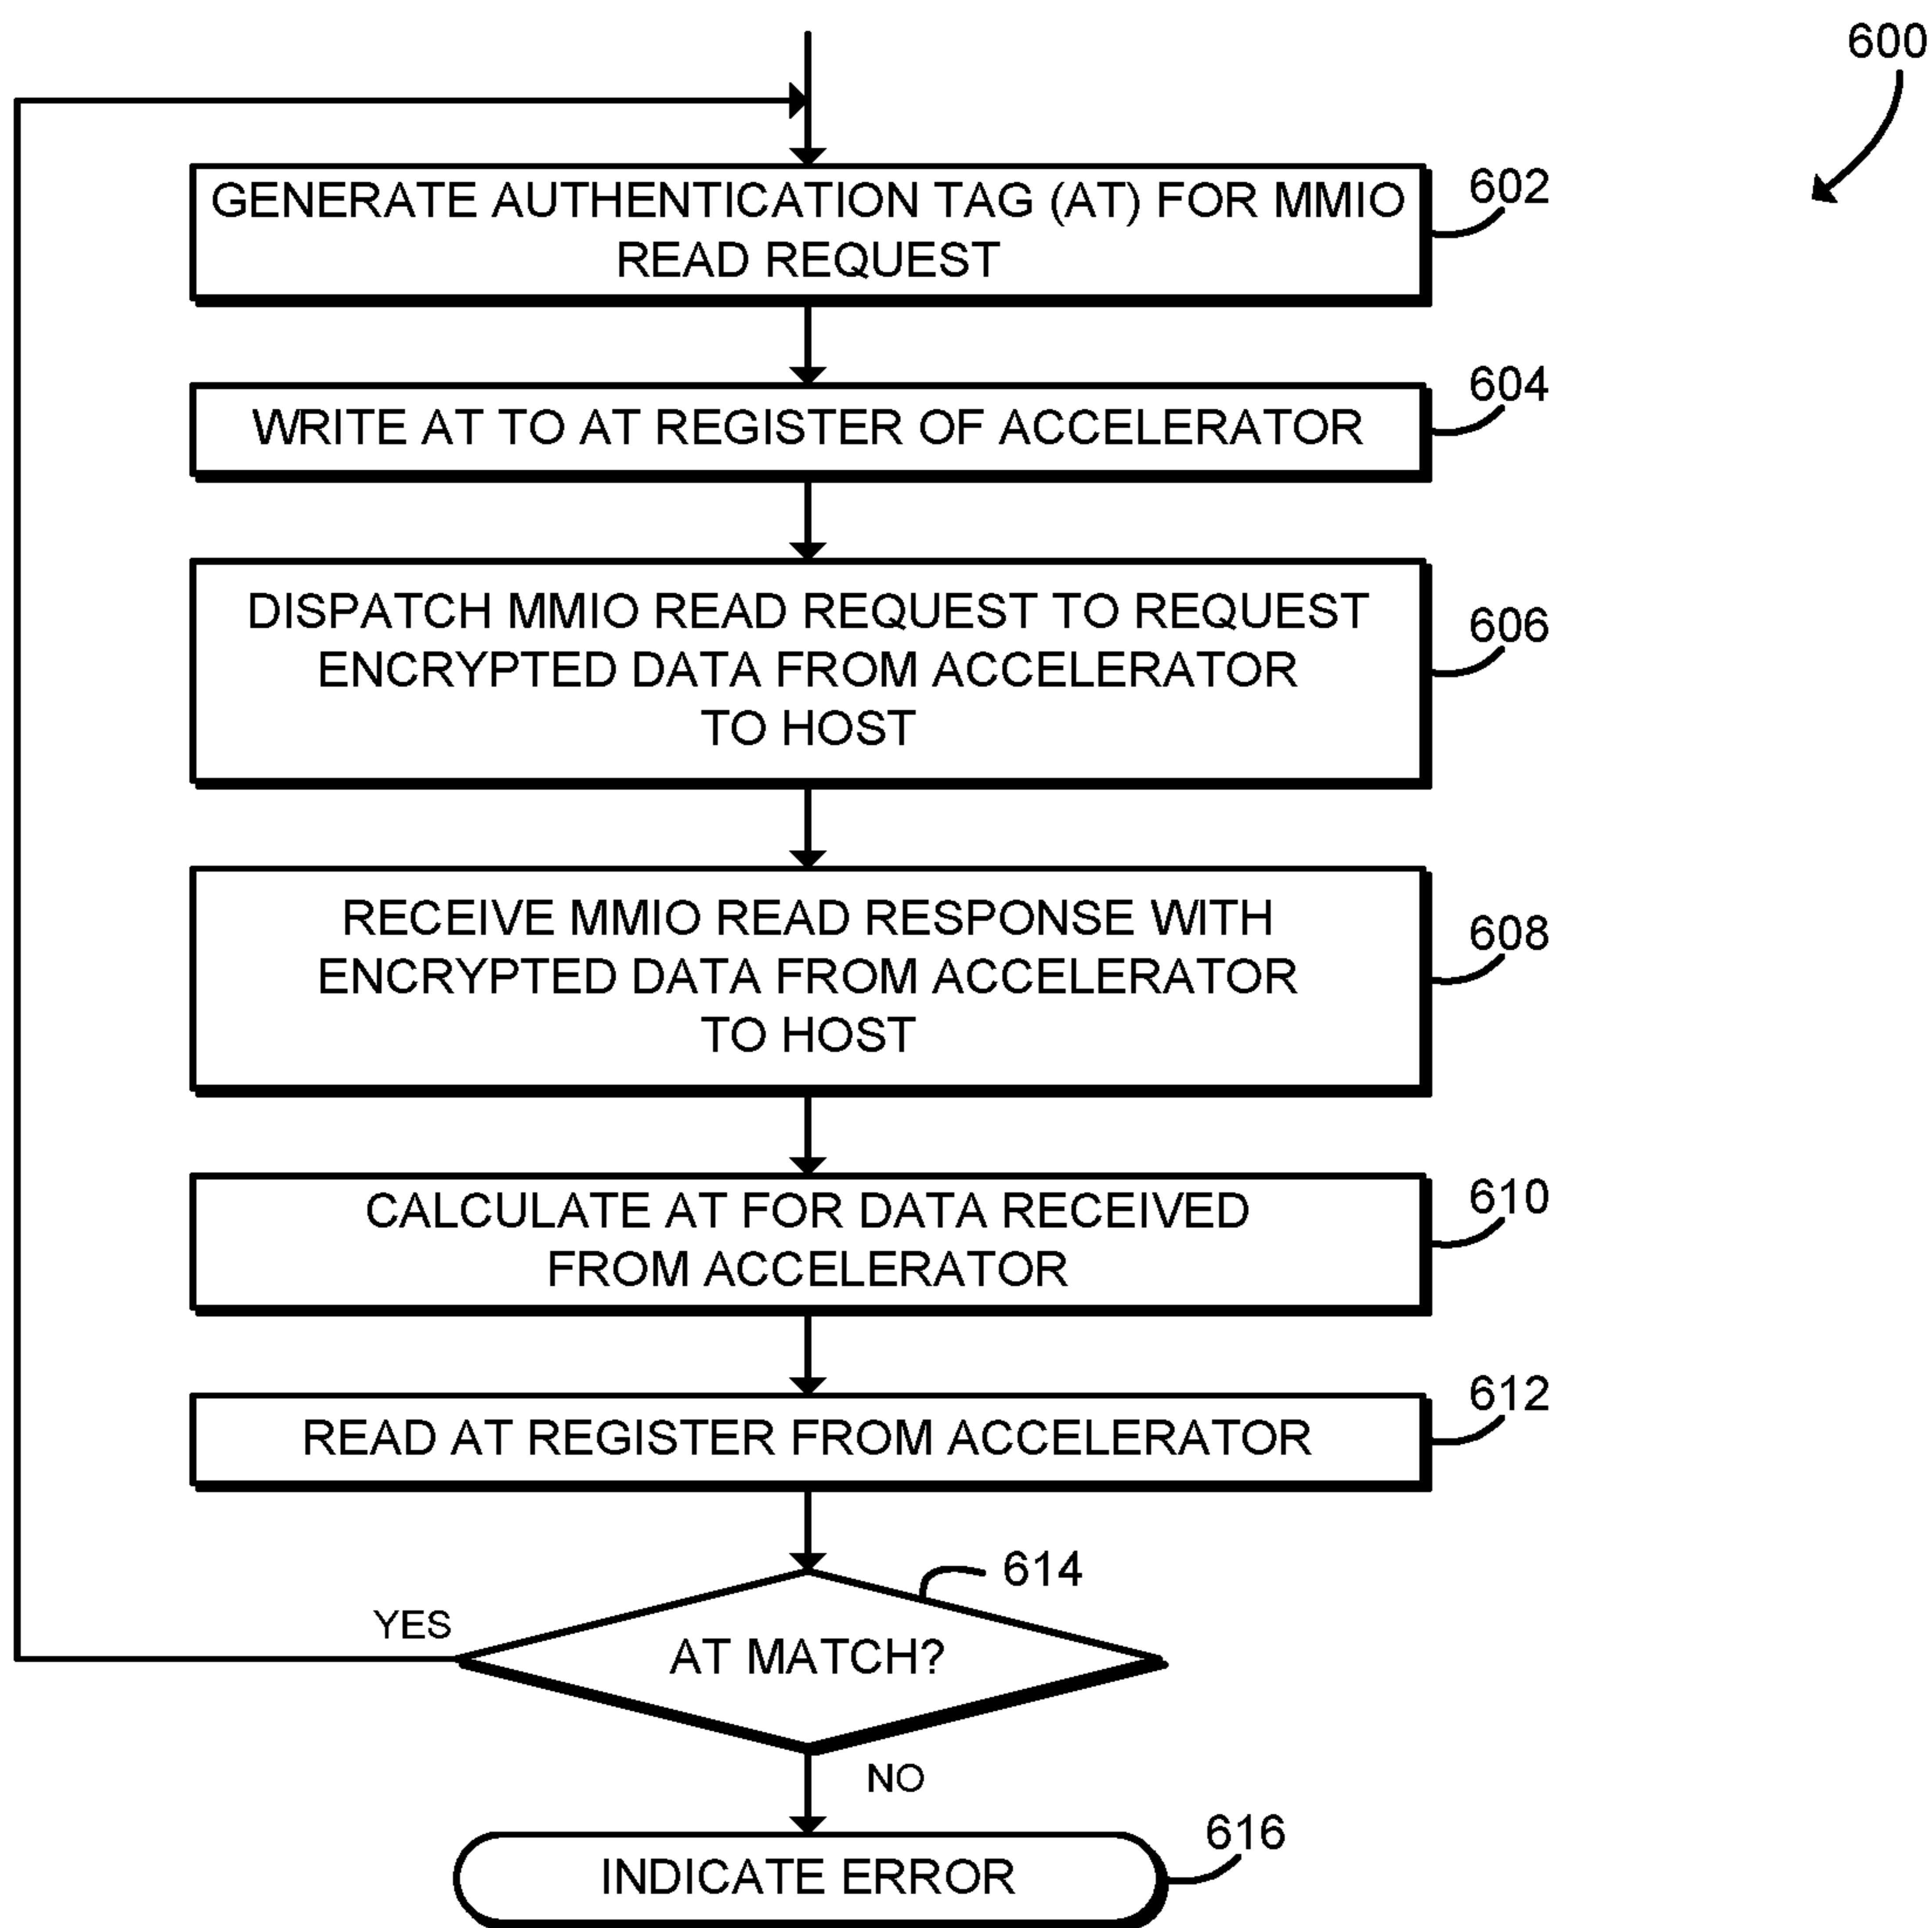 600
GENERATE AUTHENTICATION TAG (AT) FOR MMIO
READ REQUEST
602
WRITE AT TO AT REGISTER OF ACCELERATOR
604
DISPATCH MMIO READ REQUEST TO REQUEST
ENCRYPTED DATA FROM ACCELERATOR
TO HOST
606
RECEIVE MMIO READ RESPONSE WITH
ENCRYPTED DATA FROM ACCELERATOR
TO HOST
608
CALCULATE AT FOR DATA RECEIVED
FROM ACCELERATOR
610
READ AT REGISTER FROM ACCELERATOR
612
614
YES
AT MATCH?
NO
INDICATE ERROR
616